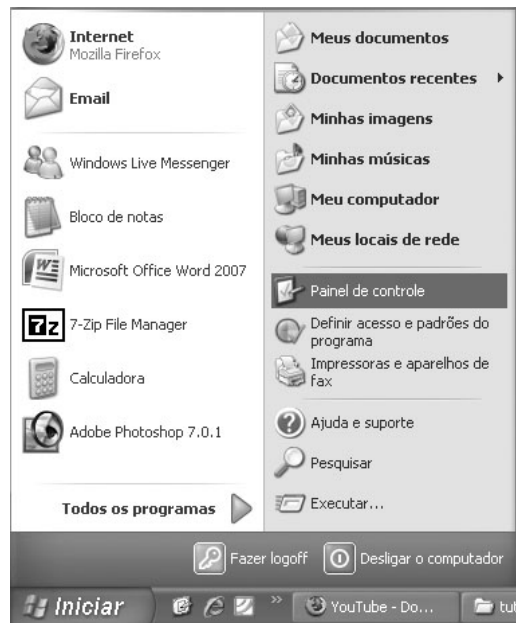 Internet
Mozilla Firefox
Email
Windows Live Messenger
Bloco de notas
Microsoft Office Word 2007
7-Zip File Manager
Calculadora
Adobe Photoshop 7.0.1
Todos os programas
Meus documentos
Documentos recentes
Minhas imagens
Minhas músicas
Meu computador
Meus locais de rede
Painel de controle
Definir acesso e padrões do
programa
Impressoras e aparelhos de
fax
Ajuda e suporte
Pesquisar
Executar...
Fazer logoff
Desligar o computador
Iniciar
YouTube - Do...
tut